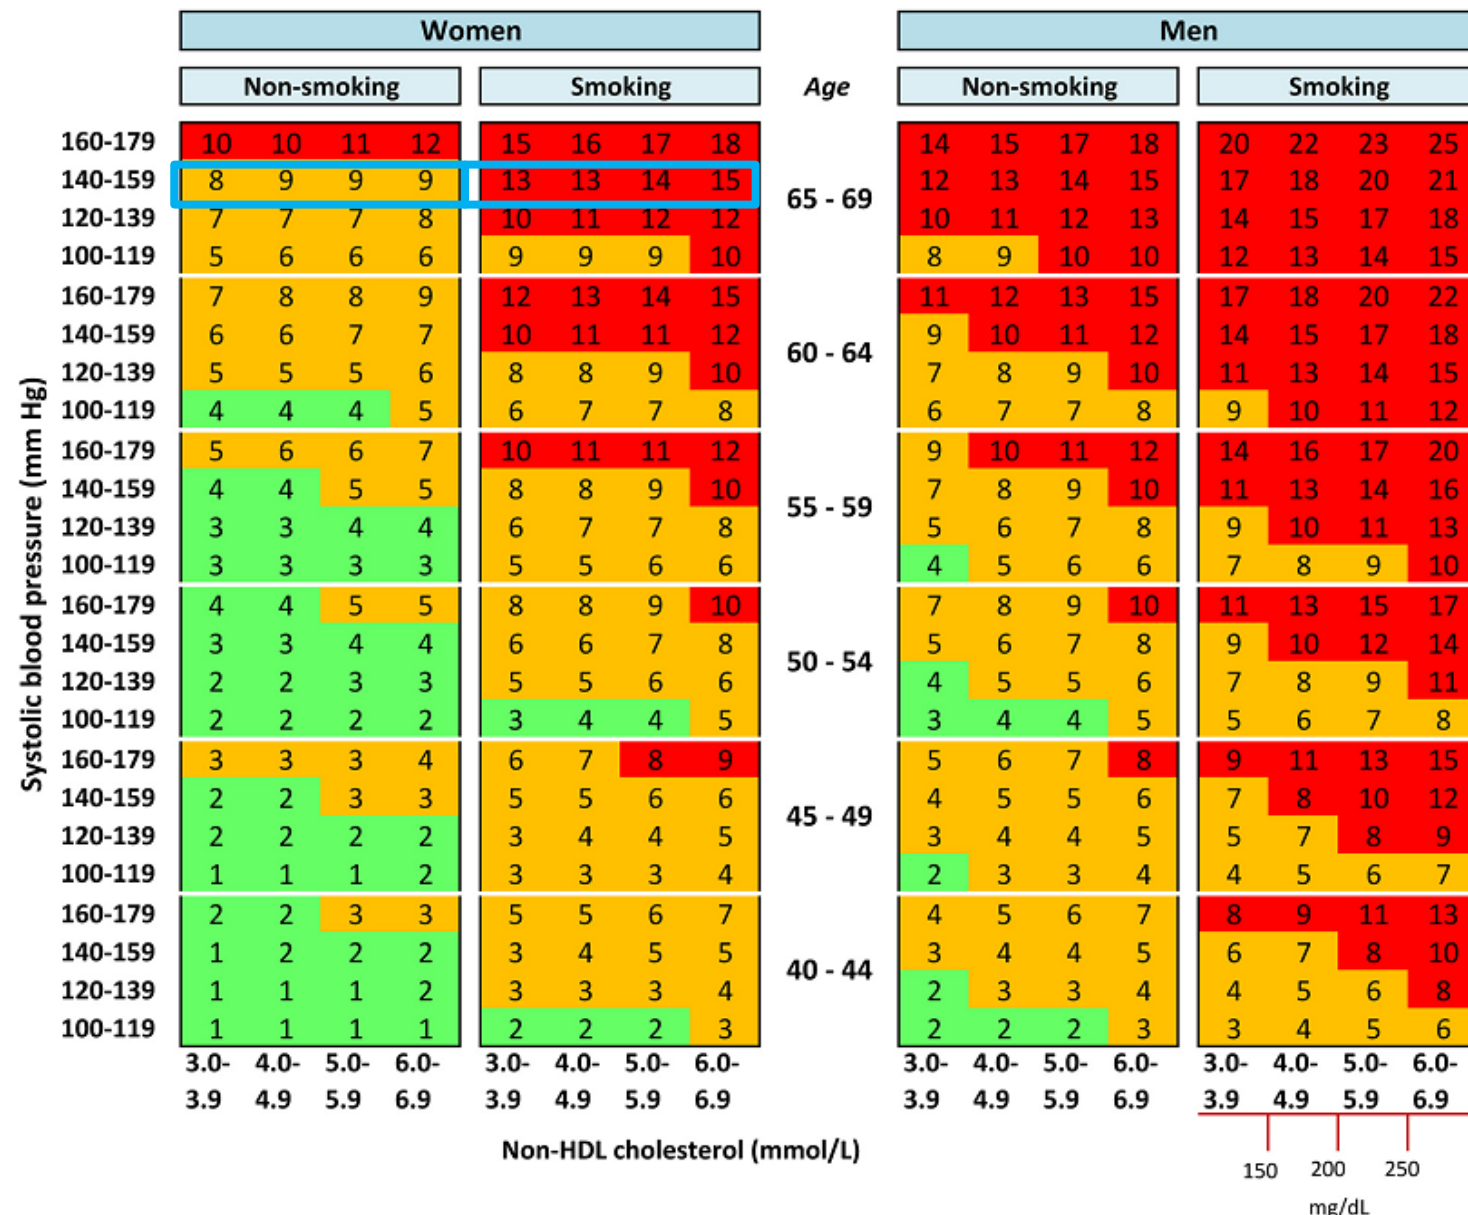 Women Men
Non-smoking Smoking Age Non-smoking Smoking
Systolic blood pressure (mm Hg)
160-179 10 10 11 12 15 16 17 18 14 15 17 18 20 22 23 25
140-159 8 9 9 9 13 13 14 15 12 13 14 15 17 18 20 21
65 - 69
120-139 7 7 7 8 10 11 12 12 10 11 12 13 14 15 17 18
100-119 5 6 6 6 9 9 9 10 8 9 10 10 12 13 14 15
160-179 7 8 8 9 12 13 14 15 11 12 13 15 17 18 20 22
140-159 6 6 7 7 10 11 11 12 9 10 11 12 14 15 17 18
60 - 64
120-139 5 5 5 6 8 8 9 10 7 8 9 10 11 13 14 15
100-119 4 4 4 5 6 7 7 8 6 7 7 8 9 10 11 12
160-179 5 6 6 7 10 11 11 12 9 10 11 12 14 16 17 20
140-159 4 4 5 5 8 8 9 10 7 8 9 10 11 13 14 16
55 - 59
120-139 3 3 4 4 6 7 7 8 5 6 7 8 9 10 11 13
100-119 3 3 3 3 5 5 6 6 4 5 6 6 7 8 9 10
160-179 4 4 5 5 8 8 9 10 7 8 9 10 11 13 15 17
140-159 3 3 4 4 6 6 7 8 5 6 7 8 9 10 12 14
50 - 54
120-139 2 2 3 3 5 5 6 6 4 5 5 6 7 8 9 11
100-119 2 2 2 2 3 4 4 5 3 4 4 5 5 6 7 8
160-179 3 3 3 4 6 7 8 9 5 6 7 8 9 11 13 15
140-159 2 2 3 3 5 5 6 6 4 5 5 6 7 8 10 12
45 - 49
120-139 2 2 2 2 3 4 4 5 3 4 4 5 5 7 8 9
100-119 1 1 1 2 3 3 3 4 2 3 3 4 4 5 6 7
160-179 2 2 3 3 5 5 6 7 4 5 6 7 8 9 11 13
140-159 1 2 2 2 3 4 5 5 3 4 4 5 6 7 8 10
40 - 44
120-139 1 1 1 2 3 3 3 4 2 3 3 4 4 5 6 8
100-119 1 1 1 1 2 2 2 3 2 2 2 3 3 4 5 6
3.0- 4.0- 5.0- 6.0- 3.0- 4.0- 5.0- 6.0- 3.0- 4.0- 5.0- 6.0- 3.0- 4.0- 5.0- 6.0-
3.9 4.9 5.9 6.9 3.9 4.9 5.9 6.9 3.9 4.9 5.9 6.9 3.9 4.9 5.9 6.9
Non-HDL cholesterol (mmol/L)
150 200 250
mg/dL